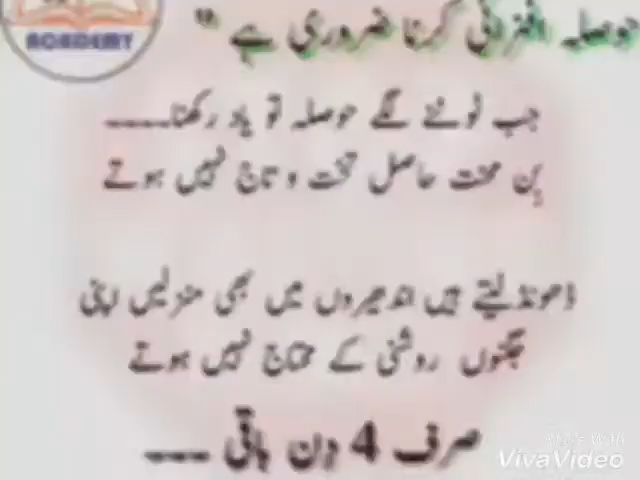 حوصلہ افزائی کرنا ضروری ہے "
جب ٹوٹنے لگے حوصلہ تو یاد رکھنا-----
بِن محنت حاصل تخت و تاج نہیں ہوتے
ڈھونڈ لیتے ہیں اندھیروں میں بھی منزلیں اپنی
جگنوں روشنی کے محتاج نہیں ہوتے
صرف 4 دن باقی ---
ACADEMY
VivaVideo